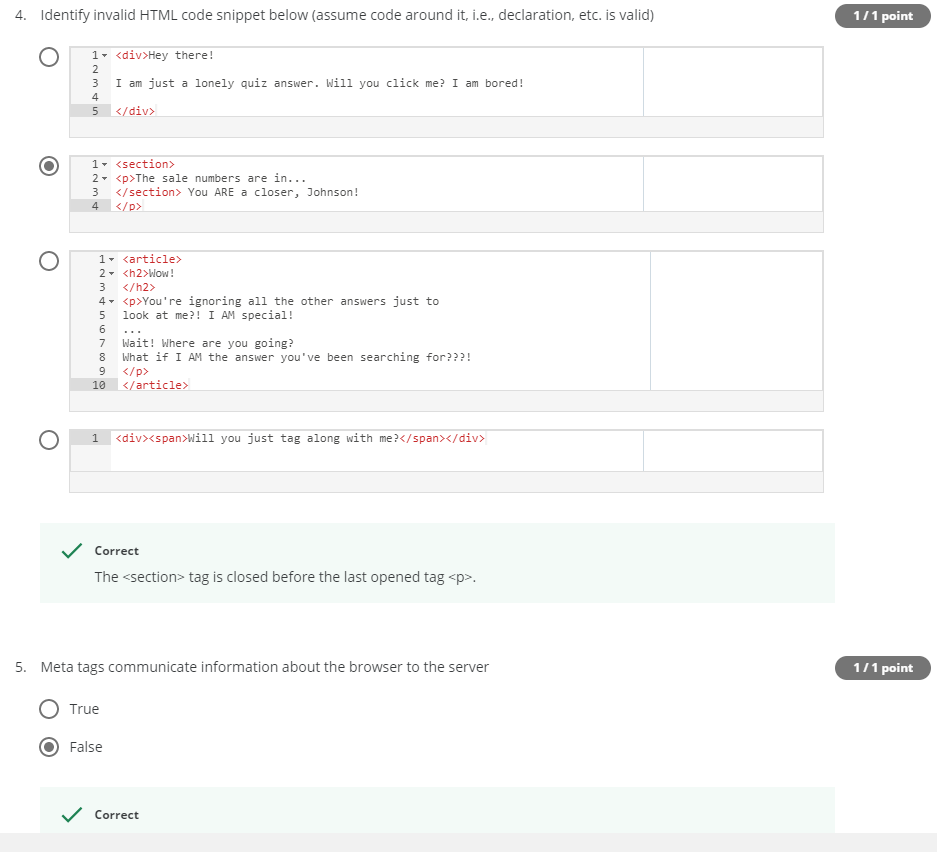 4. Identify invalid HTML code snippet below (assume code around it, i.e., declaration, etc. is valid)
1 / 1 point
1 <div>Hey there!
2
3 I am just a lonely quiz answer. Will you click me? I am bored!
4
5 </div>
1 <section>
2 <p>The sale numbers are in...
3 </section> You ARE a closer, Johnson!
4 </p>
1 <article>
2 <h2>Wow!
3 </h2>
4 <p>You're ignoring all the other answers just to
5 look at me?! I AM special!
6 ...
7 Wait! Where are you going?
8 What if I AM the answer you've been searching for???!
9 </p>
10 </article>
1 <div><span>Will you just tag along with me?</span></div>
Correct
The <section> tag is closed before the last opened tag <p>.
5. Meta tags communicate information about the browser to the server
1 / 1 point
True
False
Correct